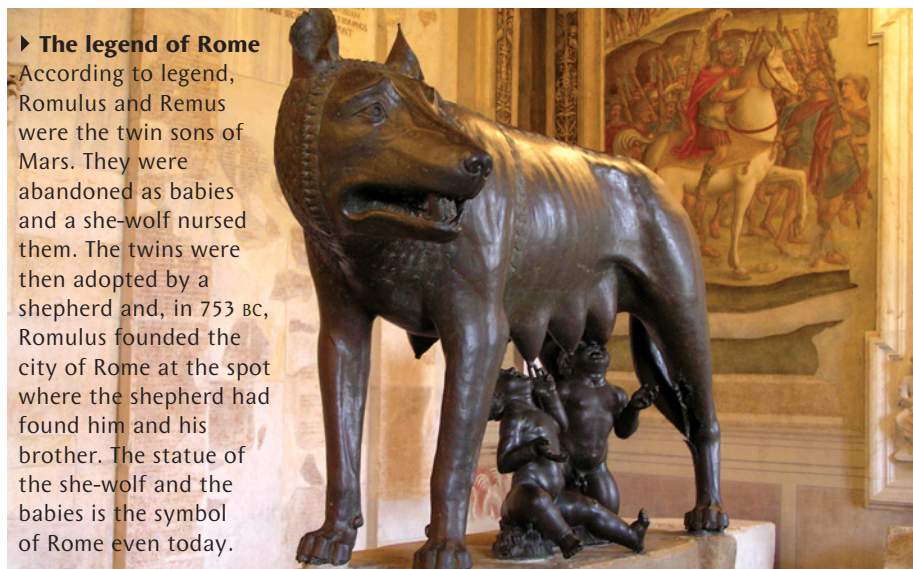 ▸ The legend of Rome
According to legend,
Romulus and Remus
were the twin sons of
Mars. They were
abandoned as babies
and a she-wolf nursed
them. The twins were
then adopted by a
shepherd and, in 753 BC,
Romulus founded the
city of Rome at the spot
where the shepherd had
found him and his
brother. The statue of
the she-wolf and the
babies is the symbol
of Rome even today.